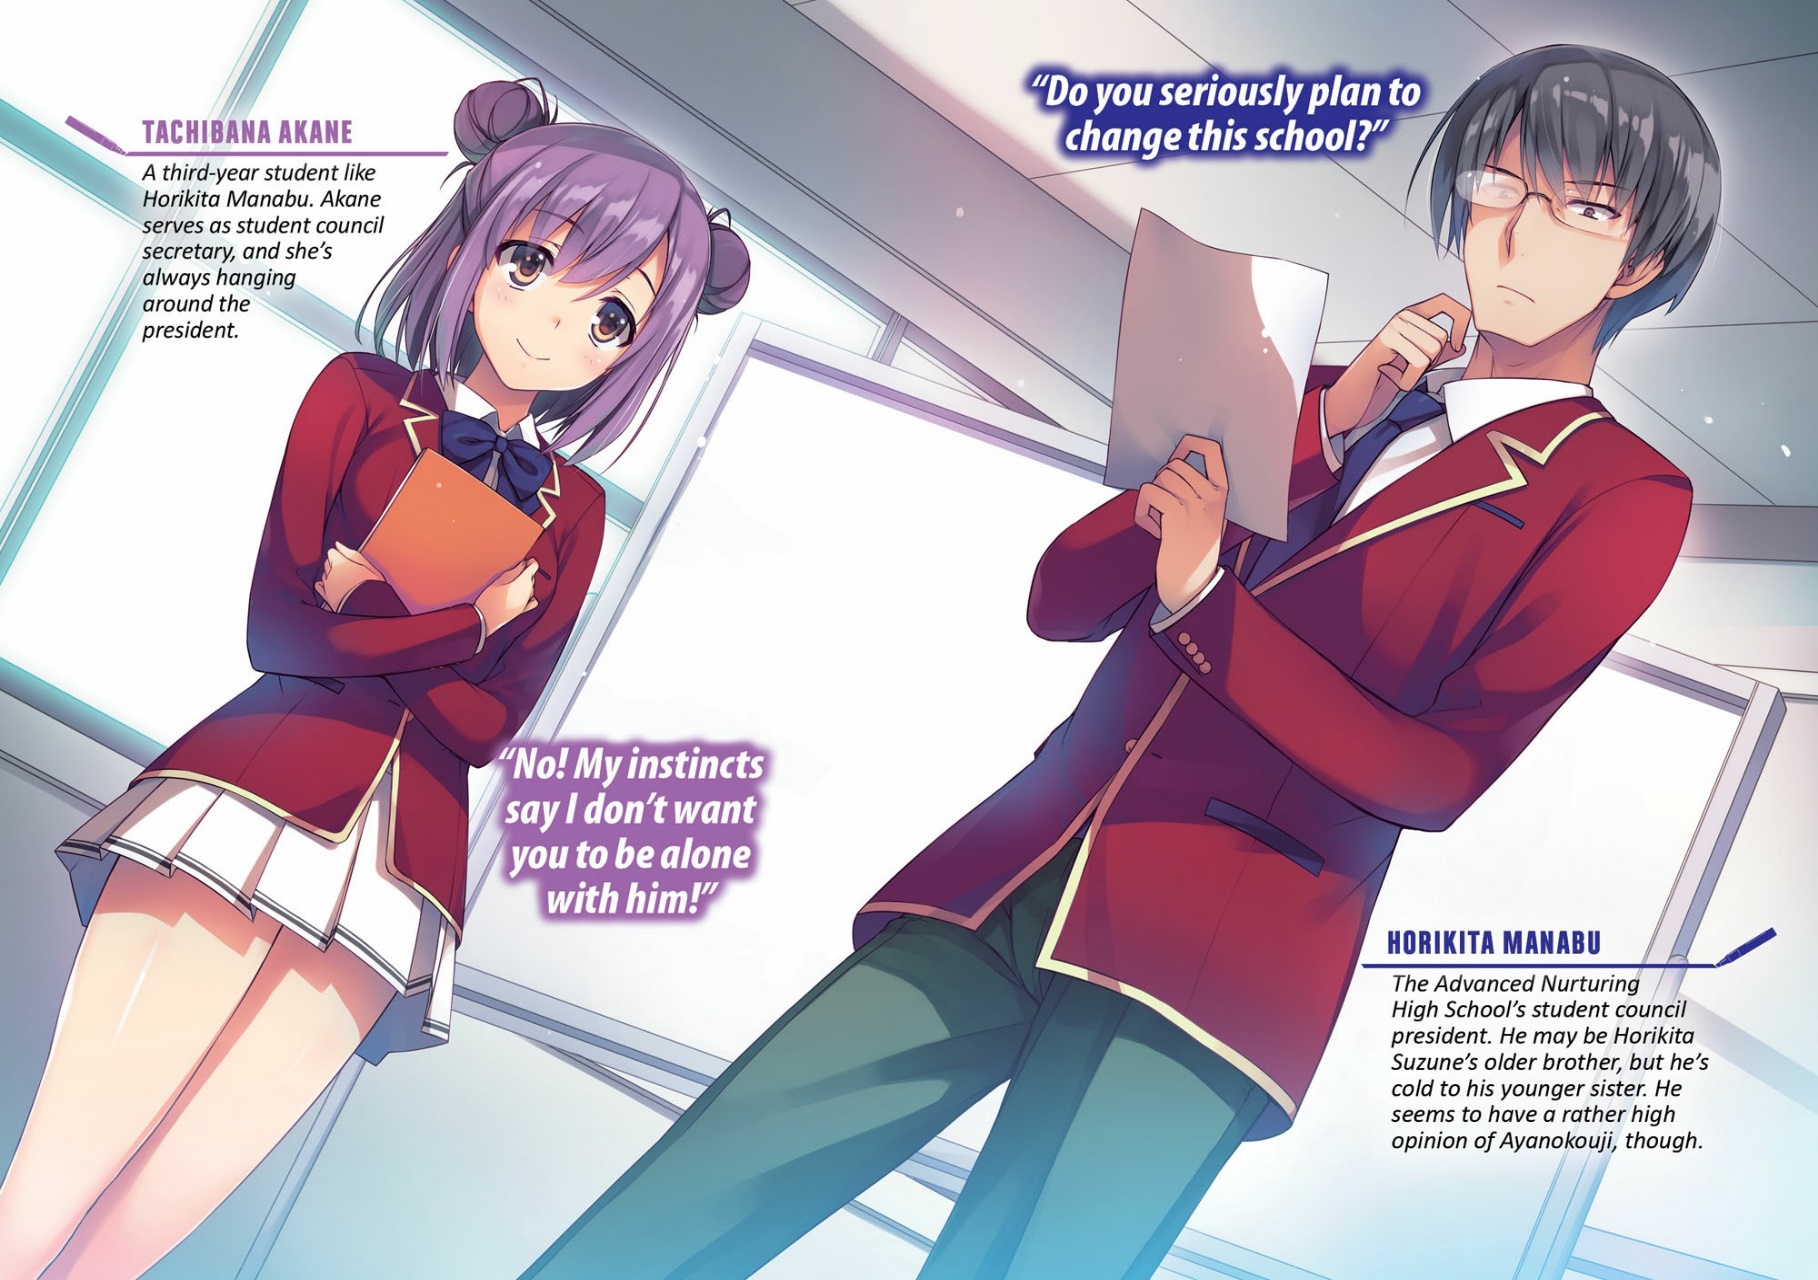 TACHIBANA AKANE
A third-year student like
Horikita Manabu. Akane
serves as student council
secretary, and she's
always hanging
around the
president.
“Do you seriously plan to
change this school?”
“No! My instincts
say I don't want
you to be alone
with him!”
HORIKITA MANABU
The Advanced Nurturing
High School's student council
president. He may be Horikita
Suzune's older brother, but he's
cold to his younger sister. He
seems to have a rather high
opinion of Ayanokouji, though.